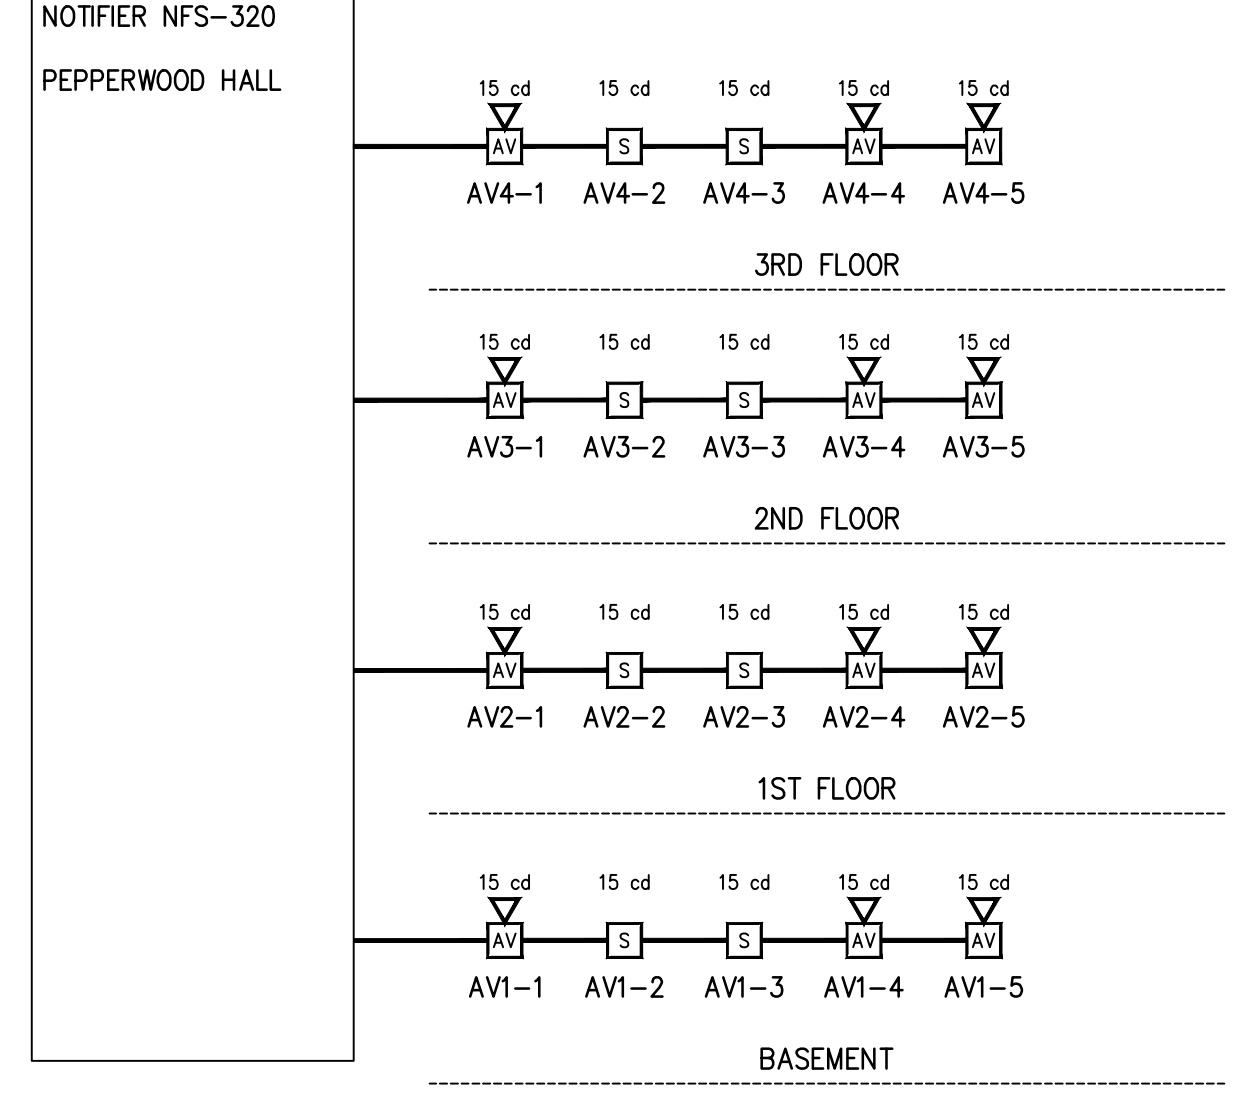 NOTIFIER NFS-320
PEPPERWOOD HALL
15 cd 15 cd 15 cd 15 cd 15 cd
AV S S AV AV
AV4-1 AV4-2 AV4-3 AV4-4 AV4-5
3RD FLOOR
15 cd 15 cd 15 cd 15 cd 15 cd
AV S S AV AV
AV3-1 AV3-2 AV3-3 AV3-4 AV3-5
2ND FLOOR
15 cd 15 cd 15 cd 15 cd 15 cd
AV S S AV AV
AV2-1 AV2-2 AV2-3 AV2-4 AV2-5
1ST FLOOR
15 cd 15 cd 15 cd 15 cd 15 cd
AV S S AV AV
AV1-1 AV1-2 AV1-3 AV1-4 AV1-5
BASEMENT